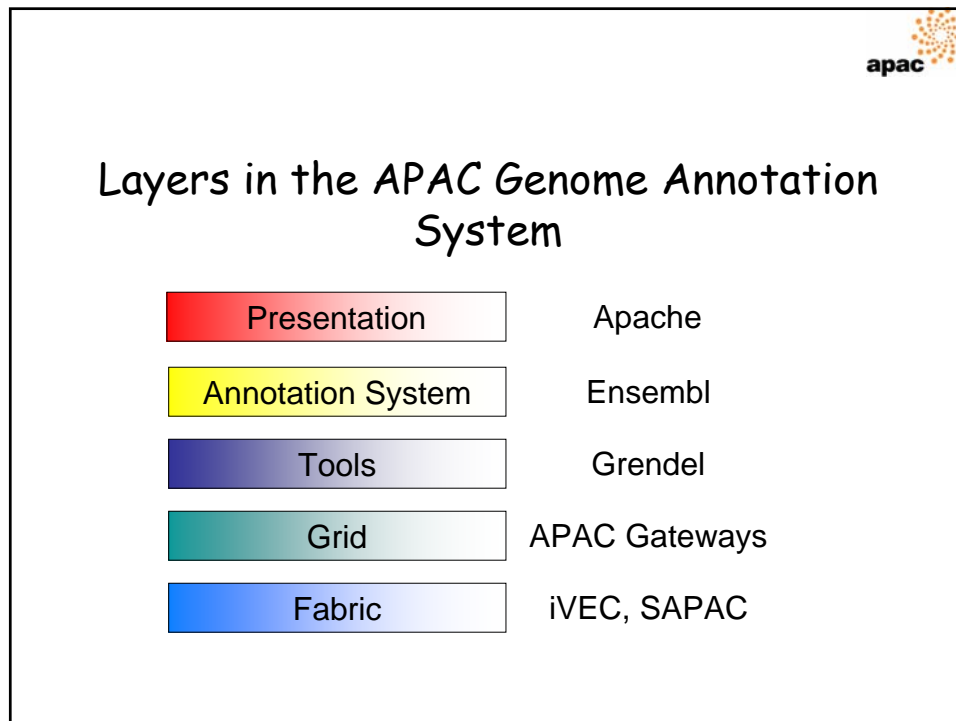 apac
Layers in the APAC Genome Annotation
System
Presentation Apache
Annotation System Ensembl
Tools Grendel
Grid APAC Gateways
Fabric iVEC, SAPAC